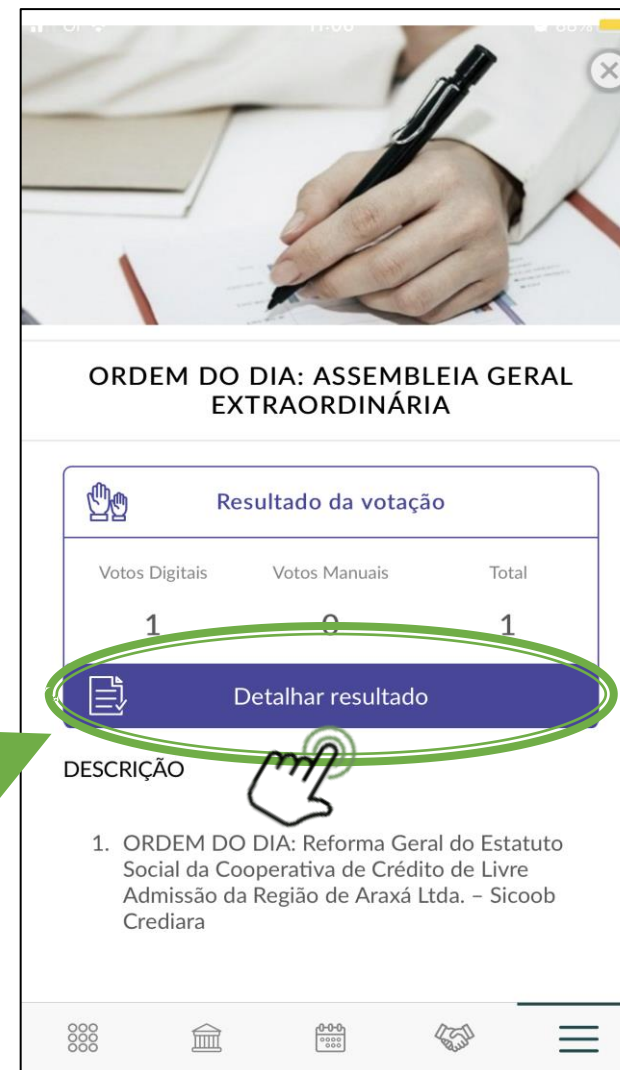 ORDEM DO DIA: ASSEMBLEIA GERAL
EXTRAORDINÁRIA
Resultado da votação
Votos Digitais Votos Manuais Total
1 0 1
Detalhar resultado
DESCRIÇÃO
1. ORDEM DO DIA: Reforma Geral do Estatuto
Social da Cooperativa de Crédito de Livre
Admissão da Região de Araxá Ltda. – Sicoob
Crediara